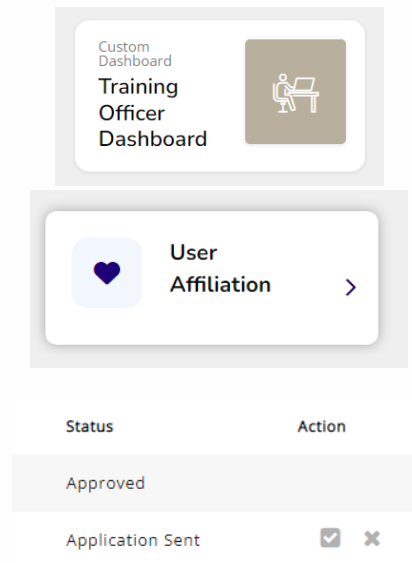 Custom
Dashboard
Training
Officer
Dashboard
User
Affiliation
Status Action
Approved
Application Sent